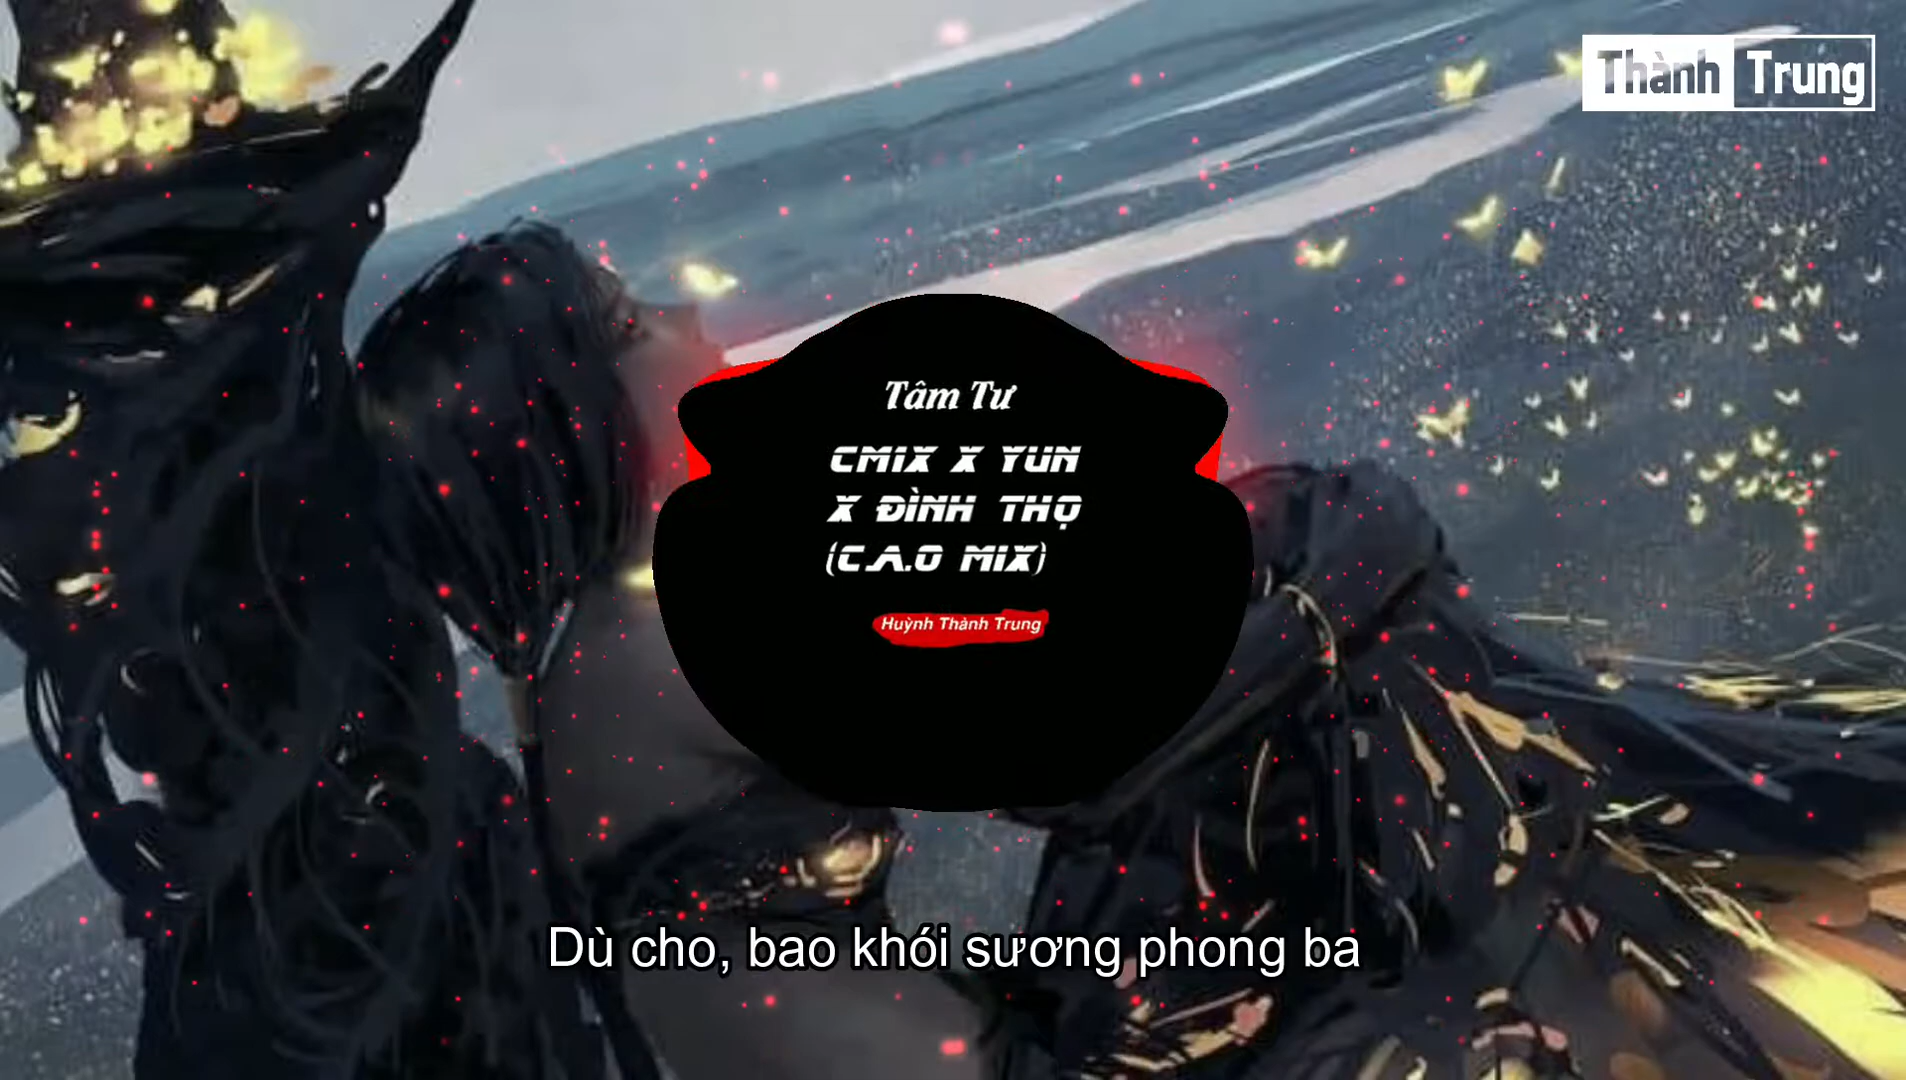 Thành Trung
Tâm Tư
CMIX X YUN
X ĐÌNH THỌ
(C.A.O MIX)
Huỳnh Thành Trung
Dù cho, bao khói sương phong ba